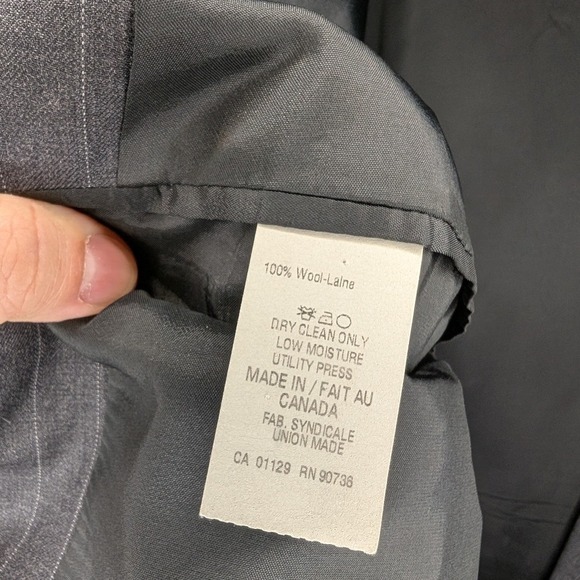 100% Wool-Laine
DRY CLEAN ONLY
LOW MOISTURE
UTILITY PRESS
MADE IN / FAIT AU
CANADA
FAB. SYNDICALE
UNION MADE
CA 01129 RN 90736